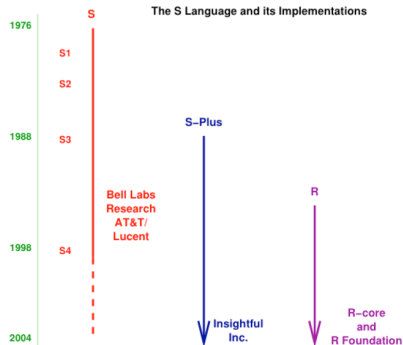 The S Language and its Implementations
S
1976
S1
S2
S−Plus
1988
S3
R
Bell Labs
Research
AT&T/
Lucent
1998
S4
Insightful
Inc.
R−core
and
R Foundation
2004